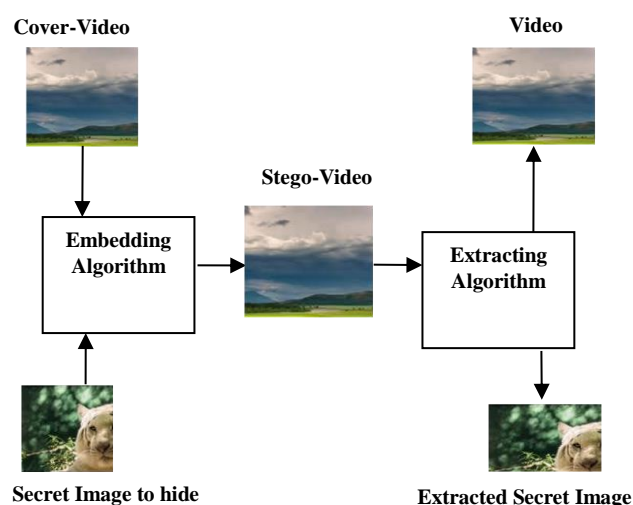 Cover-Video
Video
Stego-Video
Embedding
Algorithm
Extracting
Algorithm
Secret Image to hide
Extracted Secret Image